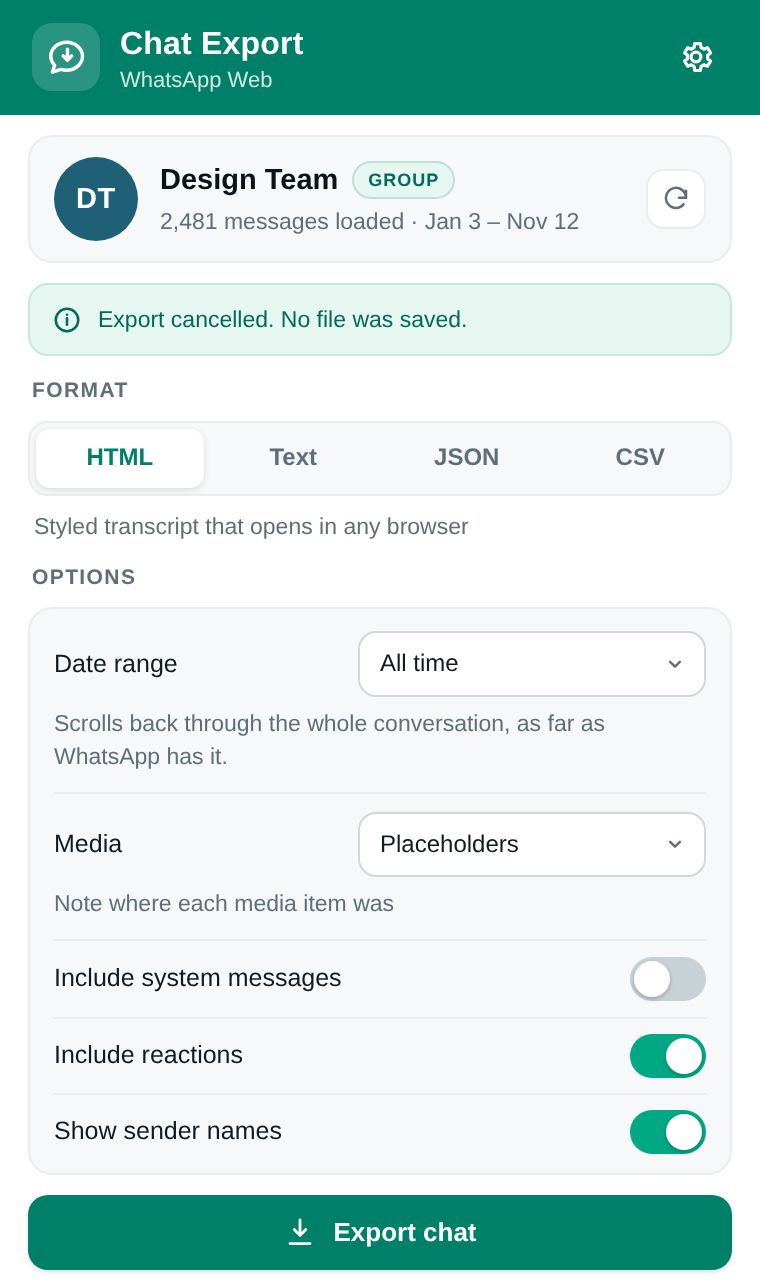 Chat Export
WhatsApp Web
DT
Design Team
GROUP
2,481 messages loaded · Jan 3 – Nov 12
Export cancelled. No file was saved.
FORMAT
HTML
Text
JSON
CSV
Styled transcript that opens in any browser
OPTIONS
Date range
All time
Scrolls back through the whole conversation, as far as
WhatsApp has it.
Media
Placeholders
Note where each media item was
Include system messages
Include reactions
Show sender names
Export chat